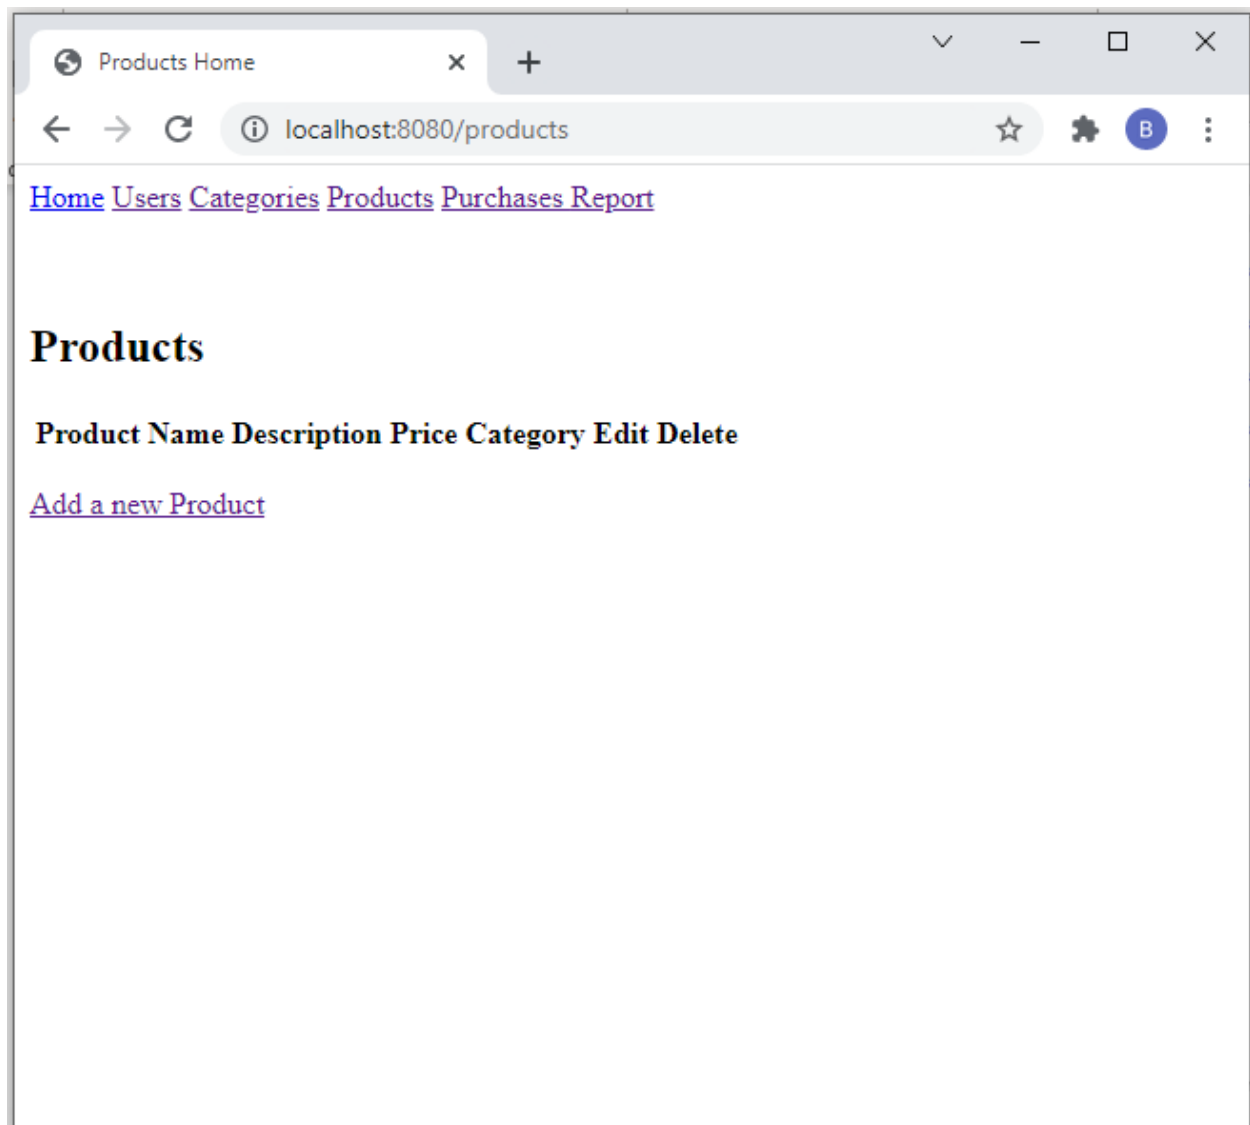 Products Home
localhost:8080/products
B
Home Users Categories Products Purchases Report
Products
Product Name Description Price Category Edit Delete
Add a new Product